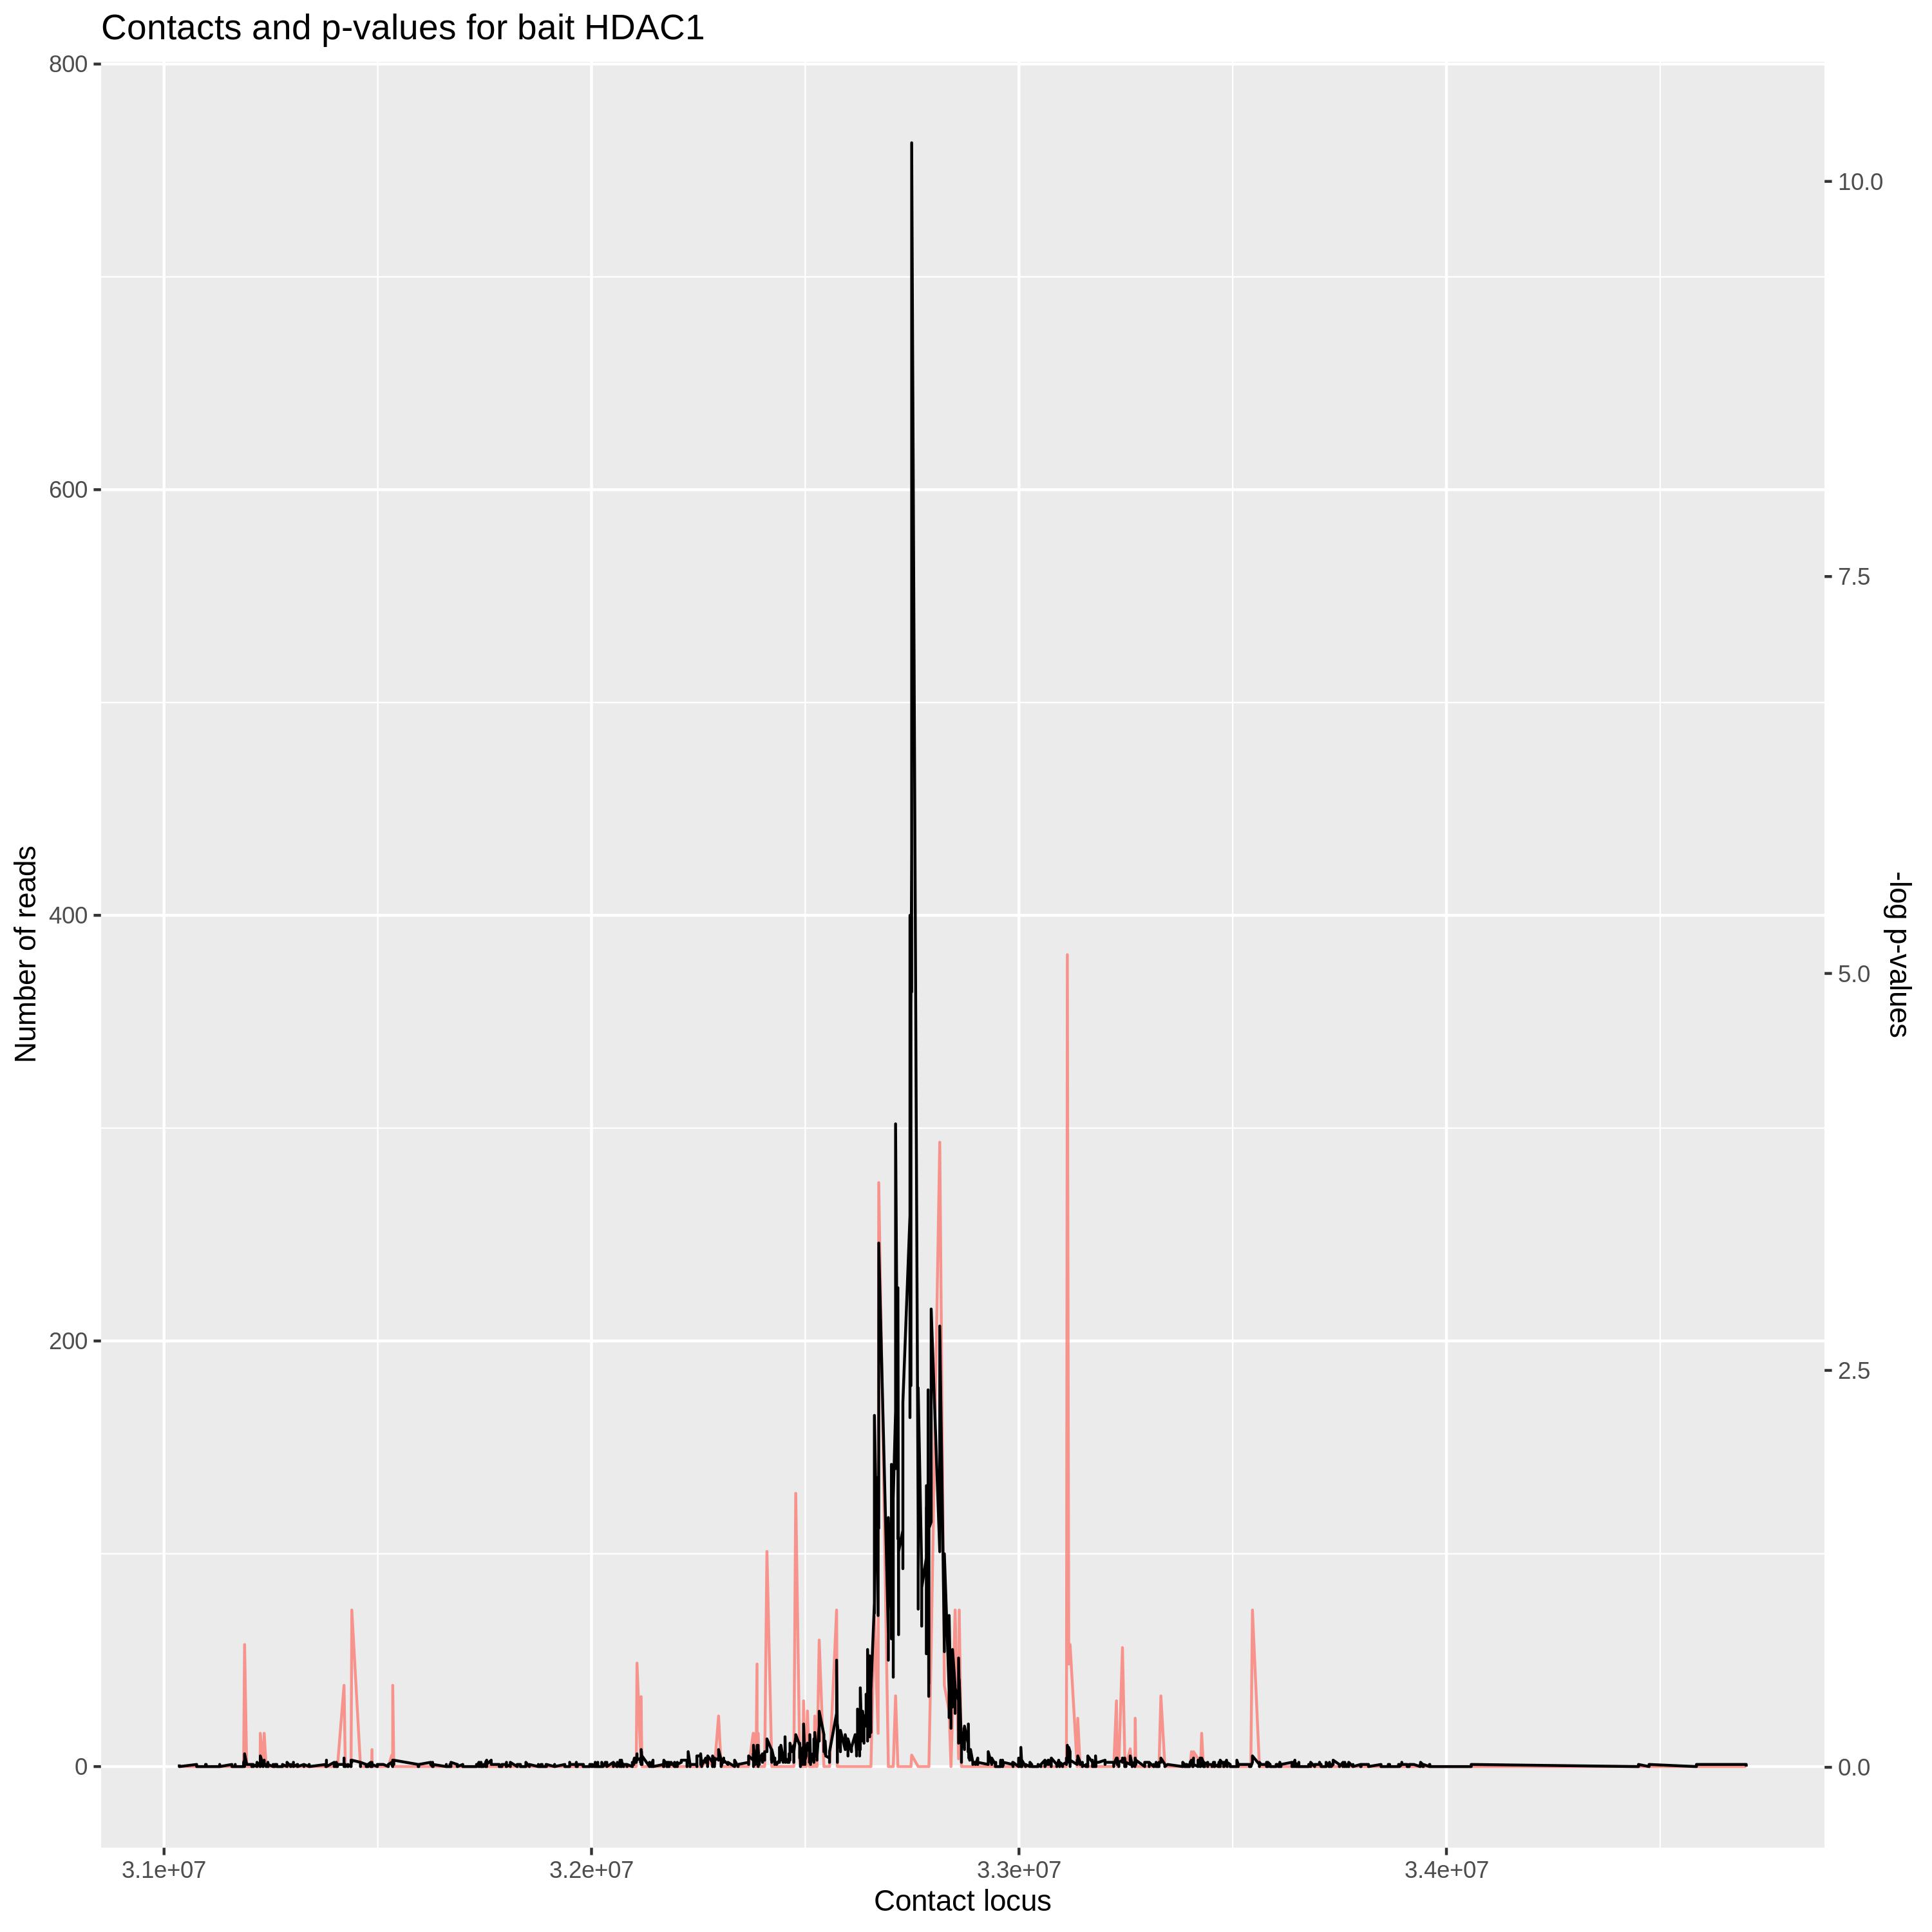 Contacts and p-values for bait HDAC1
800
600
400
200
0
Number of reads
10.0
7.5
5.0
2.5
0.0
-log p-values
3.1e+07
3.2e+07
3.3e+07
3.4e+07
Contact locus